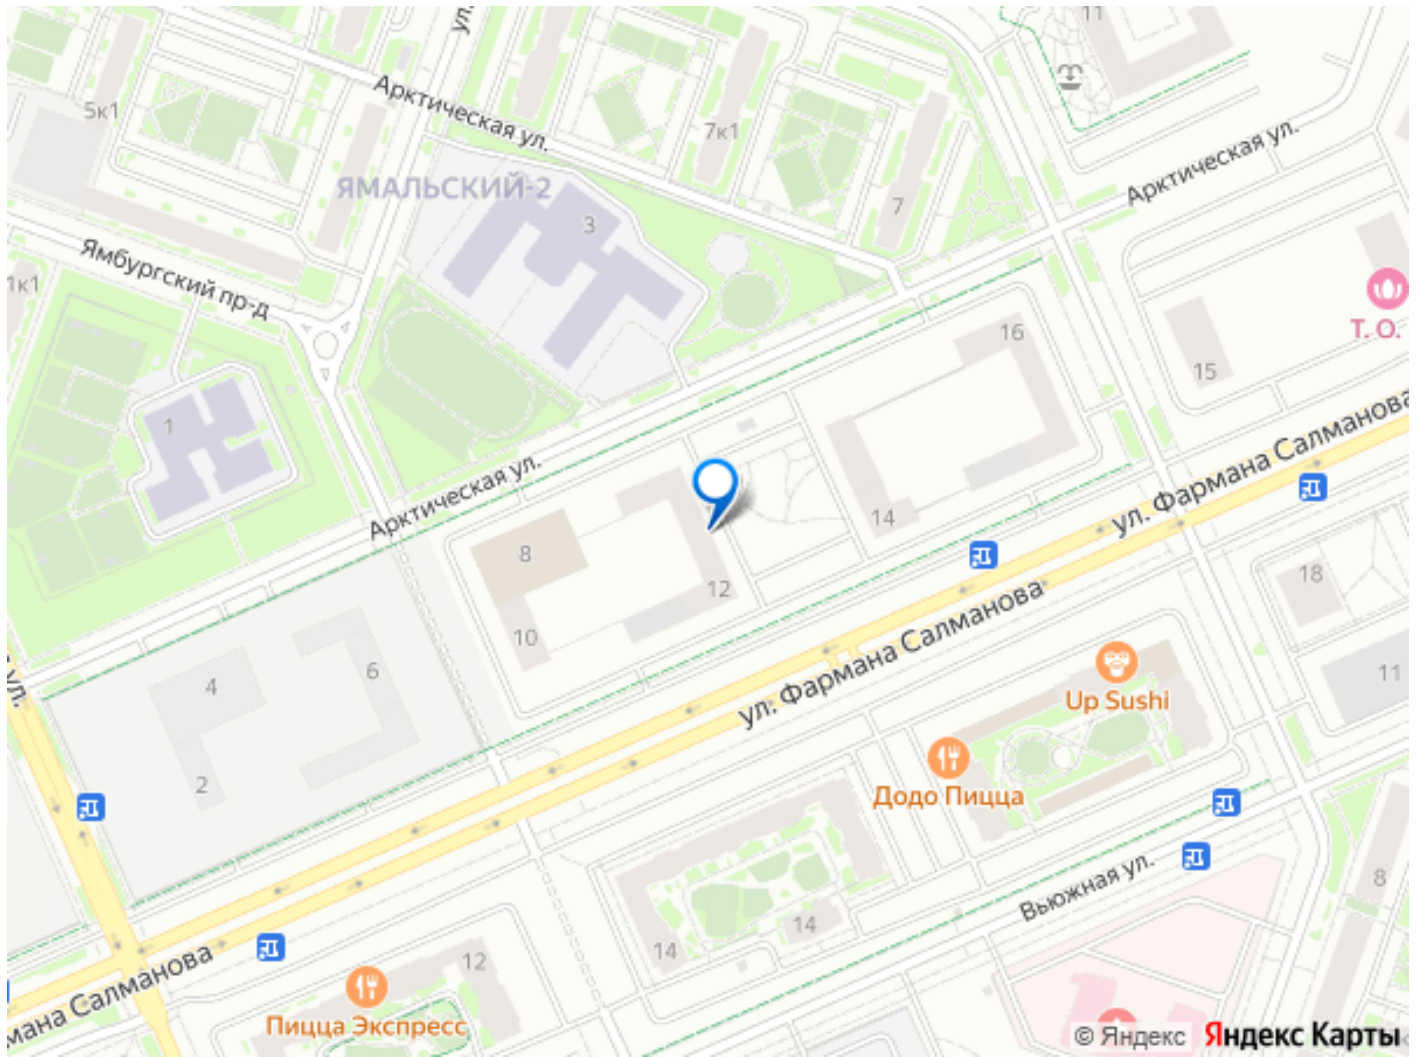 11
ул.
5к1
Арктическая ул.
7к1
Арктическая ул.
ЯМАЛЬСКИЙ-2
3
7
Ямбургский пр-д
1к1
Т. О.
16
15
1
ул. Фармана Салманова
Арктическая ул.
14
8
12
18
10
ул. Фармана Салманова
6
4
ул.
11
Up Sushi
2
Додо Пицца
Вьюжная ул.
8
14
14
12
мана Салманова
Пицца Экспресс
© Яндекс Яндекс Карты